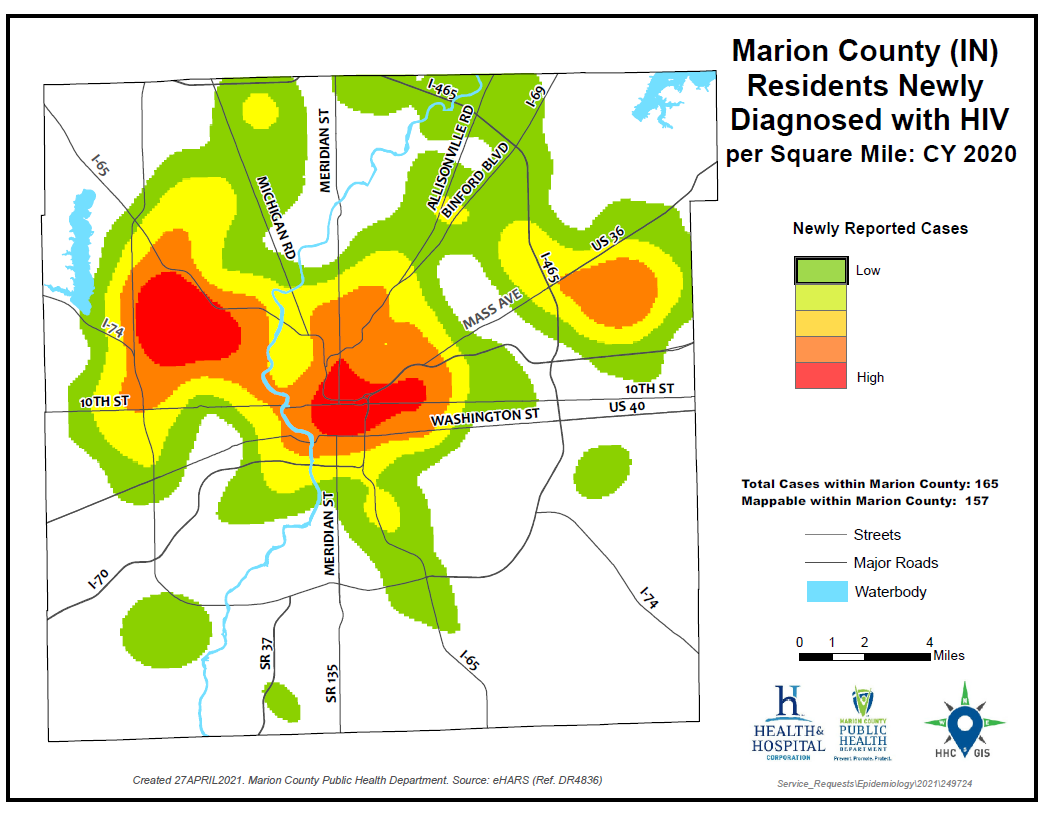 Marion County (IN)
Residents Newly
Diagnosed with HIV
per Square Mile: CY 2020
I-465
I-69
I-65
MERIDIAN ST
ALLISONVILLE RD
BINFORD BLVD
MICHIGAN RD
US 36
I-465
MASS AVE
I-74
10TH ST
10TH ST
WASHINGTON ST
US 40
MERIDIAN ST
I-70
I-74
SR 37
SR 135
I-65
Newly Reported Cases
Low
High
Total Cases within Marion County: 165
Mappable within Marion County: 157
Streets
Major Roads
Waterbody
0 1 2 4
Miles
h
HEALTH&
HOSPITAL
CORPORATION
MARION COUNTY
PUBLIC
HEALTH
DEPARTMENT
Prevent. Promote. Protect.
N
W
E
S
HHC GIS
Created 27APRIL2021. Marion County Public Health Department. Source: eHARS (Ref. DR4836)
Service_Requests\Epidemiology\2021\249724